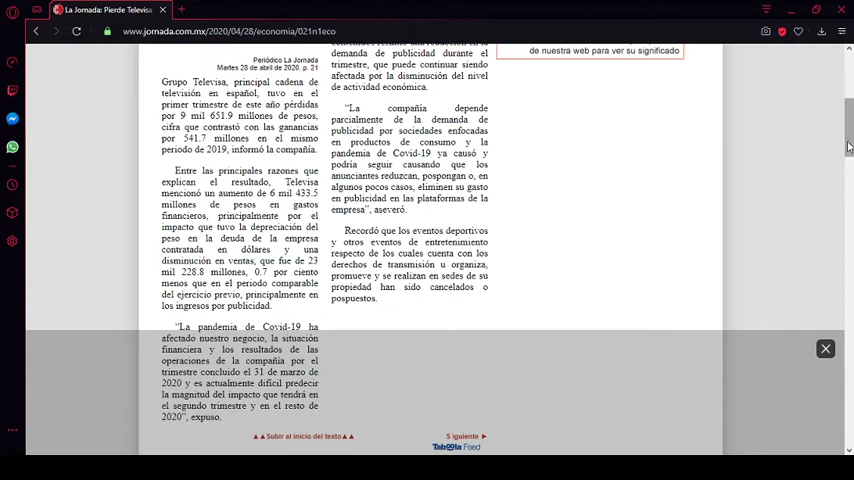 La Jornada: Pierde Televisa
www.jornada.com.mx/2020/04/28/economia/021n1eco
de nuestra web para ver su significado
Periódico La Jornada
Martes 28 de abril de 2020, p. 21
Grupo Televisa, principal cadena de
televisión en español, tuvo en el
primer trimestre de este año pérdidas
por 9 mil 651.9 millones de pesos,
cifra que contrastó con las ganancias
por 541.7 millones en el mismo
periodo de 2019, informó la compañía.
Entre las principales razones que
explican el resultado, Televisa
mencionó un aumento de 6 mil 433.5
millones de pesos en gastos
financieros, principalmente por el
impacto que tuvo la depreciación del
peso en la deuda de la empresa
contratada en dólares y una
disminución en ventas, que fue de 23
mil 228.8 millones, 0.7 por ciento
menos que en el periodo comparable
del ejercicio previo, principalmente en
los ingresos por publicidad.
“La pandemia de Covid-19 ha
afectado nuestro negocio, la situación
financiera y los resultados de las
operaciones de la compañía por el
trimestre concluido el 31 de marzo de
2020 y es actualmente difícil predecir
la magnitud del impacto que tendrá en
el segundo trimestre y en el resto de
2020”, expuso.
demanda de publicidad durante el
trimestre, que puede continuar siendo
afectada por la disminución del nivel
de actividad económica.
“La compañía depende
parcialmente de la demanda de
publicidad por sociedades enfocadas
en productos de consumo y la
pandemia de Covid-19 ya causó y
podría seguir causando que los
anunciantes reduzcan, pospongan o, en
algunos pocos casos, eliminen su gasto
en publicidad en las plataformas de la
empresa”, aseveró.
Recordó que los eventos deportivos
y otros eventos de entretenimiento
respecto de los cuales cuenta con los
derechos de transmisión u organiza,
promueve y se realizan en sedes de su
propiedad han sido cancelados o
pospuestos.
▲▲Subir al inicio del texto▲▲
Siguiente ►
Taboola Feed